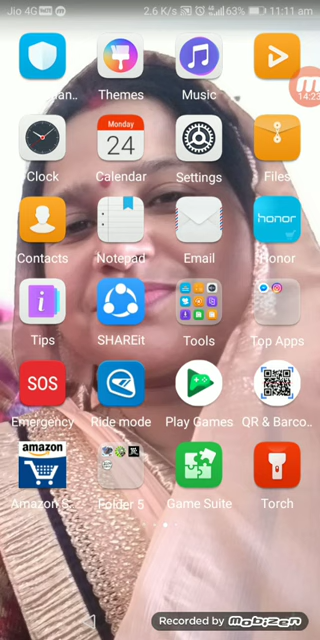 Jio 4G 2.6 K/s 63% 11:11 am
Themes Music
14:23
Monday
24
Clock Calendar Settings Files
honor
Contacts Notepad Email Honor
Tips SHAREit Tools Top Apps
SOS
Emergency Ride mode Play Games QR & Barco..
amazon
Amazon S.. Folder 5 Game Suite Torch
Recorded by Mobizen